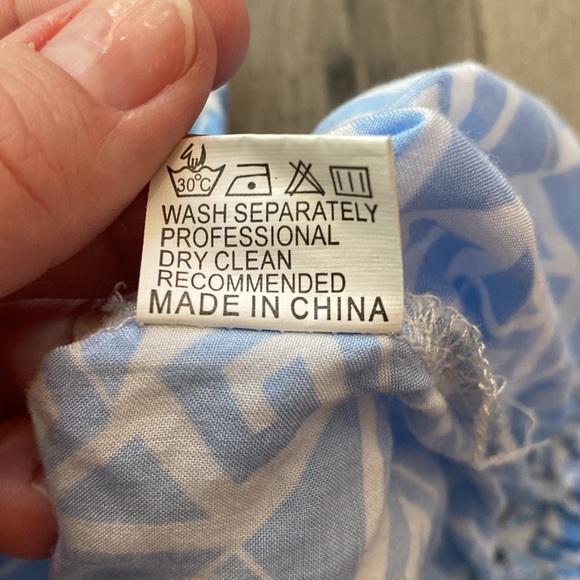 30°C
WASH SEPARATELY
PROFESSIONAL
DRY CLEAN
RECOMMENDED
MADE IN CHINA